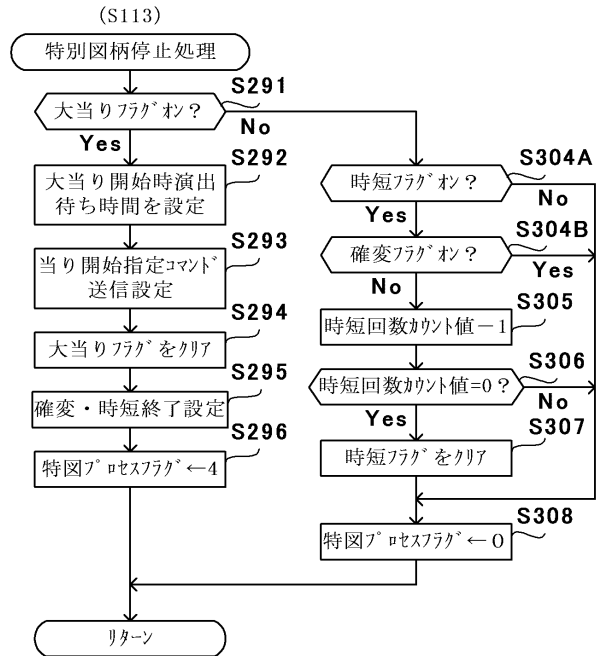 (S113)
特別図柄停止処理
S291
大当りフラグオン？
Yes
No
S292
大当り開始時演出
待ち時間を設定
S293
当り開始指定コマンド
送信設定
S294
大当りフラグをクリア
S295
確変・時短終了設定
S296
特図プロセスフラグ←4
S304A
時短フラグオン？
No
Yes
S304B
確変フラグオン？
Yes
No
S305
時短回数カウント値－1
S306
時短回数カウント値=0？
No
Yes
S307
時短フラグをクリア
S308
特図プロセスフラグ←0
リターン